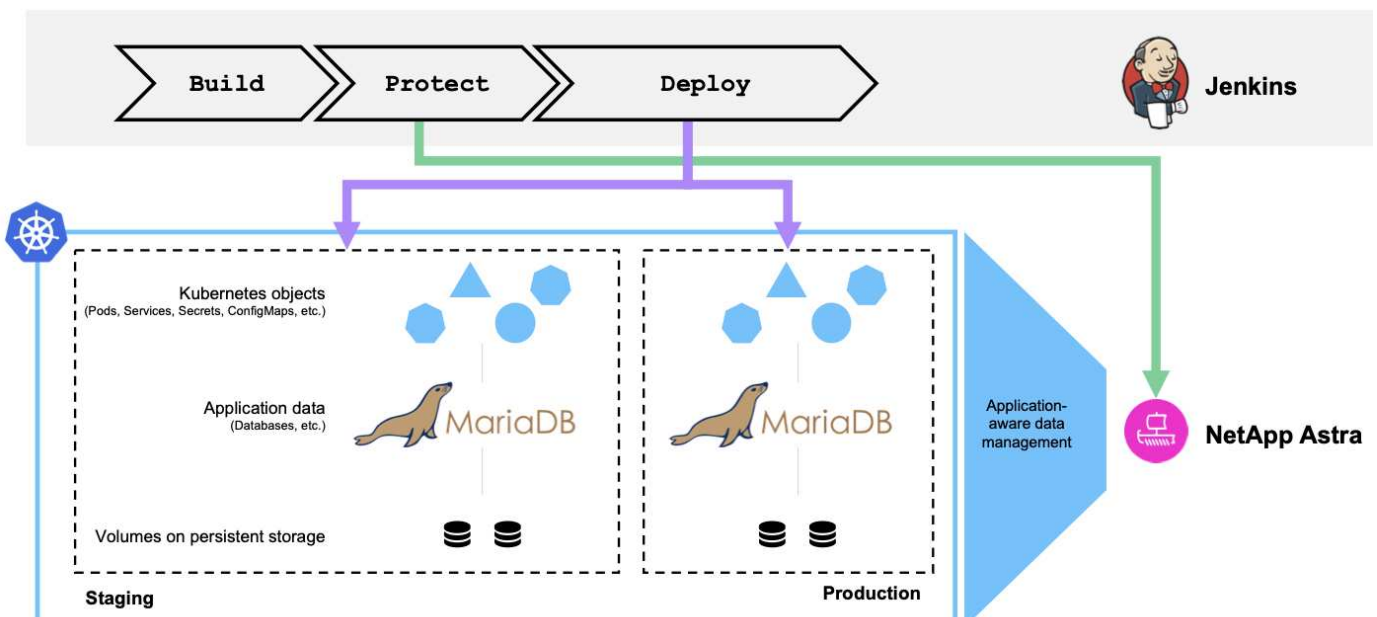 Build
Protect
Deploy
Jenkins
Kubernetes objects
(Pods, Services, Secrets, ConfigMaps, etc.)
Application data
(Databases, etc.)
MariaDB
MariaDB
Application-
aware data
management
NetApp Astra
Volumes on persistent storage
Staging
Production